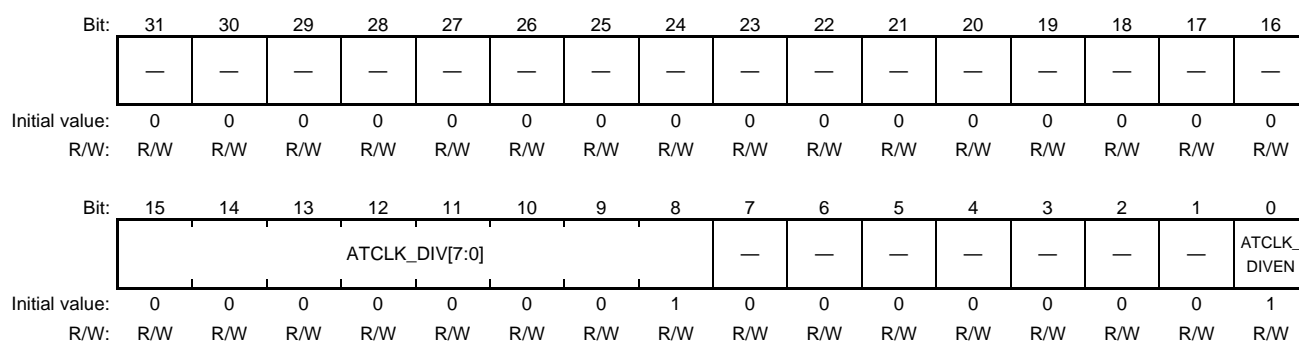 Bit: 31 30 29 28 27 26 25 24 23 22 21 20 19 18 17 16
— — — — — — — — — — — — — — — —
Initial value: 0 0 0 0 0 0 0 0 0 0 0 0 0 0 0 0
R/W: R/W R/W R/W R/W R/W R/W R/W R/W R/W R/W R/W R/W R/W R/W R/W R/W
Bit: 15 14 13 12 11 10 9 8 7 6 5 4 3 2 1 0
ATCLK_DIV[7:0] — — — — — — — ATCLK_
DIVEN
Initial value: 0 0 0 0 0 0 0 1 0 0 0 0 0 0 0 1
R/W: R/W R/W R/W R/W R/W R/W R/W R/W R/W R/W R/W R/W R/W R/W R/W R/W